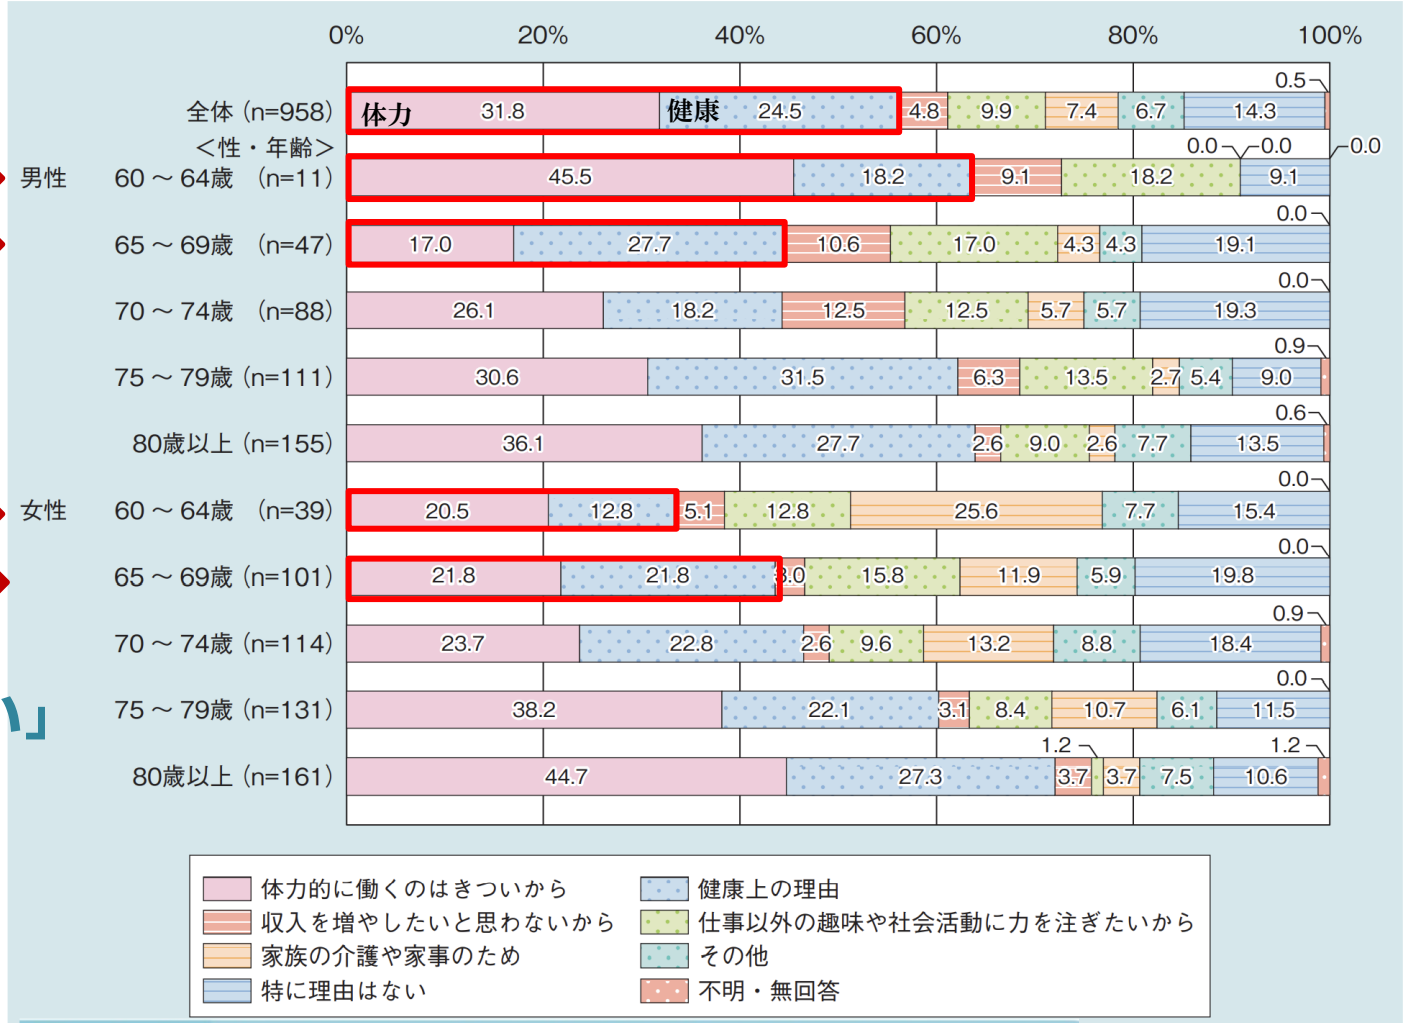 0% 20% 40% 60% 80% 100%
0.5
全体（n=958） 体力 31.8 健康 24.5 4.8 9.9 7.4 6.7 14.3
＜性・年齢＞ 0.0 0.0 0.0
男性 60～64歳 （n=11） 45.5 18.2 9.1 18.2 9.1
0.0
65～69歳 （n=47） 17.0 27.7 10.6 17.0 4.3 4.3 19.1
0.0
70～74歳 （n=88） 26.1 18.2 12.5 12.5 5.7 5.7 19.3
0.9
75～79歳（n=111） 30.6 31.5 6.3 13.5 2.7 5.4 9.0
0.6
80歳以上（n=155） 36.1 27.7 2.6 9.0 2.6 7.7 13.5
0.0
女性 60～64歳 （n=39） 20.5 12.8 5.1 12.8 25.6 7.7 15.4
0.0
65～69歳（n=101） 21.8 21.8 3.0 15.8 11.9 5.9 19.8
0.9
70～74歳（n=114） 23.7 22.8 2.6 9.6 13.2 8.8 18.4
0.0
75～79歳（n=131） 38.2 22.1 3.1 8.4 10.7 6.1 11.5
」
1.2 1.2
80歳以上（n=161） 44.7 27.3 3.7 3.7 7.5 10.6
体力的に働くのはきついから 健康上の理由
収入を増やしたいと思わないから 仕事以外の趣味や社会活動に力を注ぎたいから
家族の介護や家事のため その他
特に理由はない 不明・無回答